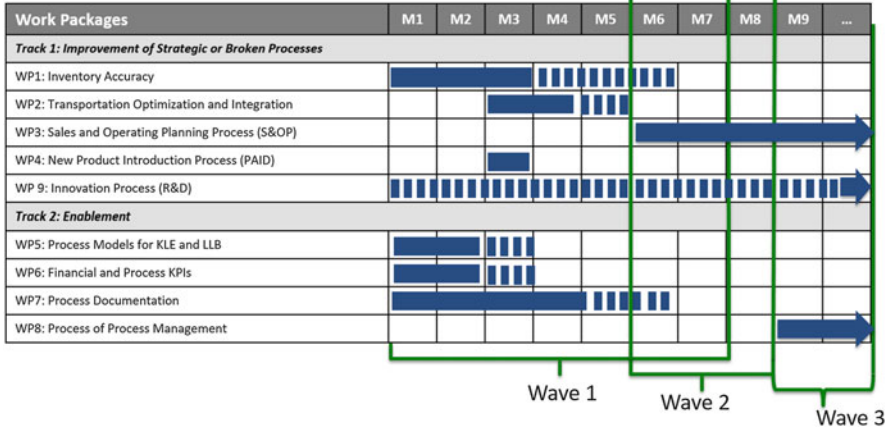 Work Packages M1 M2 M3 M4 M5 M6 M7 M8 M9 ...
Track 1: Improvement of Strategic or Broken Processes
WP1: Inventory Accuracy
WP2: Transportation Optimization and Integration
WP3: Sales and Operating Planning Process (S&OP)
WP4: New Product Introduction Process (PAID)
WP 9: Innovation Process (R&D)
Track 2: Enablement
WP5: Process Models for KLE and LLB
WP6: Financial and Process KPIs
WP7: Process Documentation
WP8: Process of Process Management
Wave 1
Wave 2
Wave 3